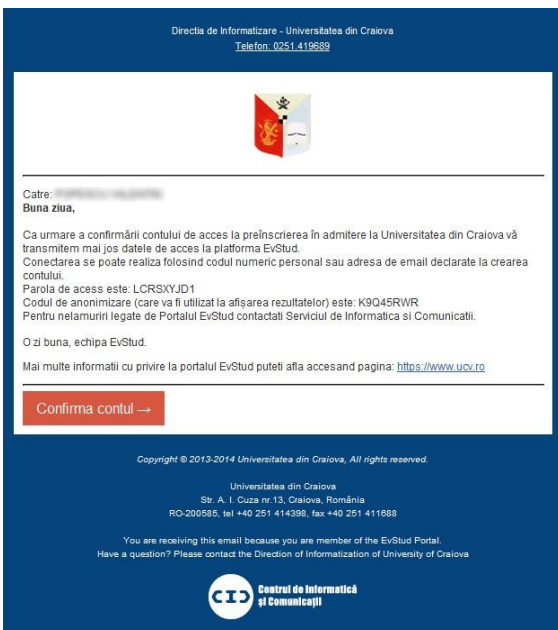 Directia de Informatizare - Universitatea din Craiova
Telefon: 0251.419689
Catre:
Buna ziua,
Ca urmare a confirmării contului de acces la preînscrierea în admitere la Universitatea din Craiova vă
transmitem mai jos datele de acces la platforma EvStud.
Conectarea se poate realiza folosind codul numeric personal sau adresa de email declarate la crearea
contului.
Parola de acess este: LCRSXYJD1
Codul de anonimizare (care va fi utilizat la afișarea rezultatelor) este: K9Q45RWR
Pentru nelamuriri legate de Portalul EvStud contactati Serviciul de Informatica si Comunicatii.
O zi buna, echipa EvStud.
Mai multe informatii cu privire la portalul EvStud puteti afla accesand pagina: https://www.ucv.ro
Confirma contul →
Copyright © 2013-2014 Universitatea din Craiova, All rights reserved.
Universitatea din Craiova
Str. A. I. Cuza nr.13, Craiova, România
RO-200585, tel +40 251 414398, fax +40 251 411688
You are receiving this email because you are member of the EvStud Portal.
Have a question? Please contact the Direction of Informatization of University of Craiova
CIC
Centrul de Informatică
și Comunicații